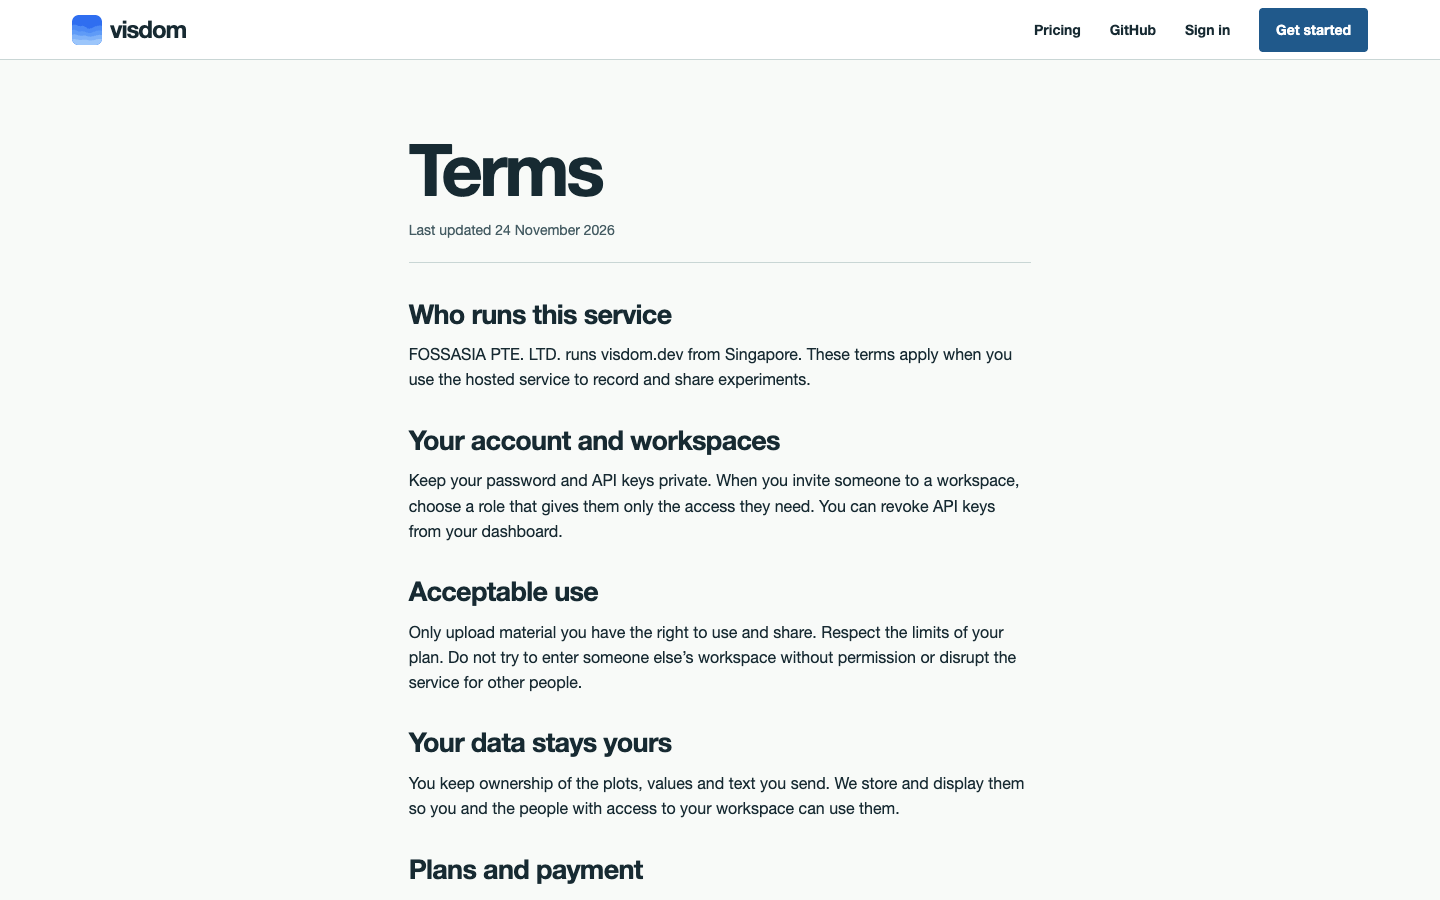 visdom
Pricing
GitHub
Sign in
Get started
Terms
Last updated 24 November 2026
Who runs this service
FOSSASIA PTE. LTD. runs visdom.dev from Singapore. These terms apply when you
use the hosted service to record and share experiments.
Your account and workspaces
Keep your password and API keys private. When you invite someone to a workspace,
choose a role that gives them only the access they need. You can revoke API keys
from your dashboard.
Acceptable use
Only upload material you have the right to use and share. Respect the limits of your
plan. Do not try to enter someone else’s workspace without permission or disrupt the
service for other people.
Your data stays yours
You keep ownership of the plots, values and text you send. We store and display them
so you and the people with access to your workspace can use them.
Plans and payment